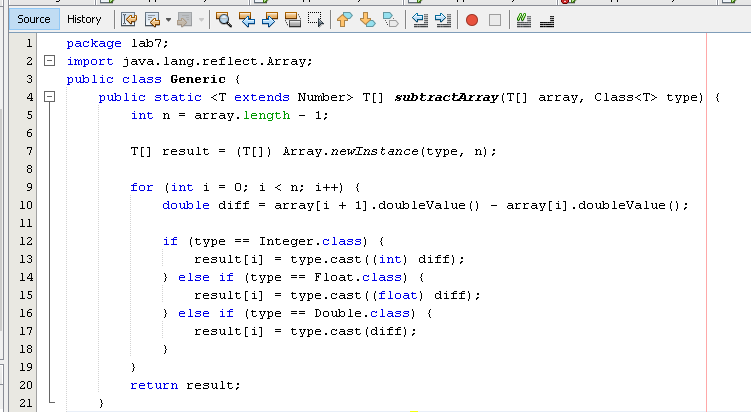 Source History
1 package lab7;
2 import java.lang.reflect.Array;
3 public class Generic {
4 public static <T extends Number> T[] subtractArray(T[] array, Class<T> type) {
5 int n = array.length - 1;
6
7 T[] result = (T[]) Array.newInstance(type, n);
8
9 for (int i = 0; i < n; i++) {
10 double diff = array[i + 1].doubleValue() - array[i].doubleValue();
11
12 if (type == Integer.class) {
13 result[i] = type.cast((int) diff);
14 } else if (type == Float.class) {
15 result[i] = type.cast((float) diff);
16 } else if (type == Double.class) {
17 result[i] = type.cast(diff);
18 }
19 }
20 return result;
21 }